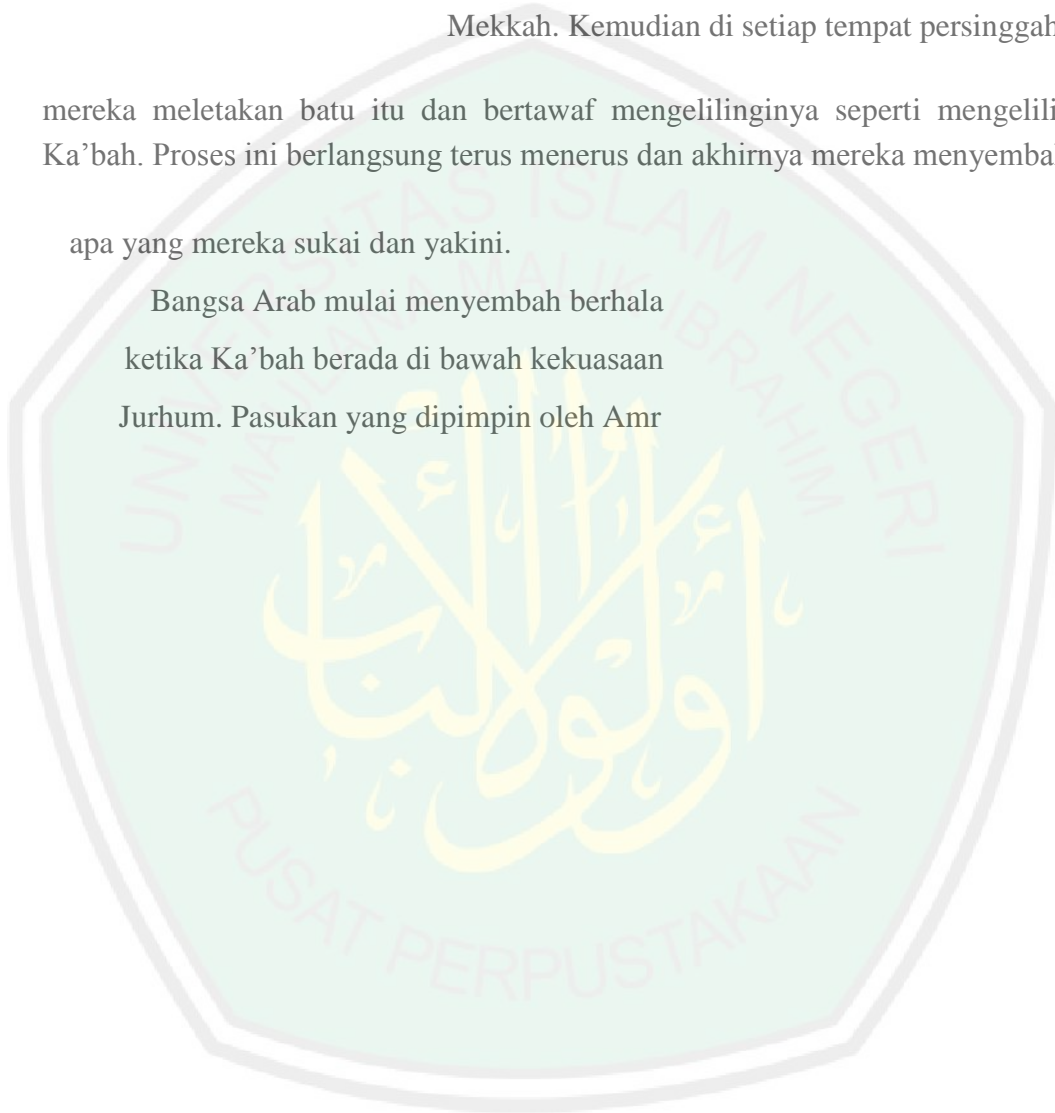 Mekkah. Kemudian di setiap tempat persinggah
mereka meletakan batu itu dan bertawaf mengelilinginya seperti mengelili
Ka’bah. Proses ini berlangsung terus menerus dan akhirnya mereka menyembal
apa yang mereka sukai dan yakini.
Bangsa Arab mulai menyembah berhala
ketika Ka’bah berada di bawah kekuasaan
Jurhum. Pasukan yang dipimpin oleh Amr
UNIVERSITAS ISLAM NEGERI
MAULANA MALIK IBRAHIM
أولوا الألباب
PUSAT PERPUSTAKAAN